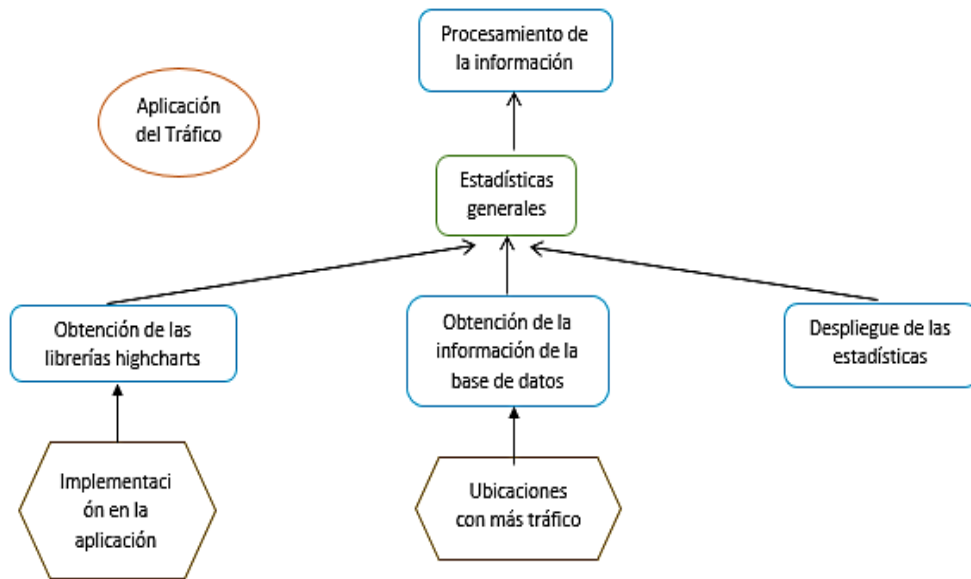 Procesamiento de
la información
Aplicación
del Tráfico
Estadísticas
generales
Obtención de las
librerías highcharts
Obtención de la
información de la
base de datos
Despliegue de las
estadísticas
Implementaci
ón en la
aplicación
Ubicaciones
con más tráfico